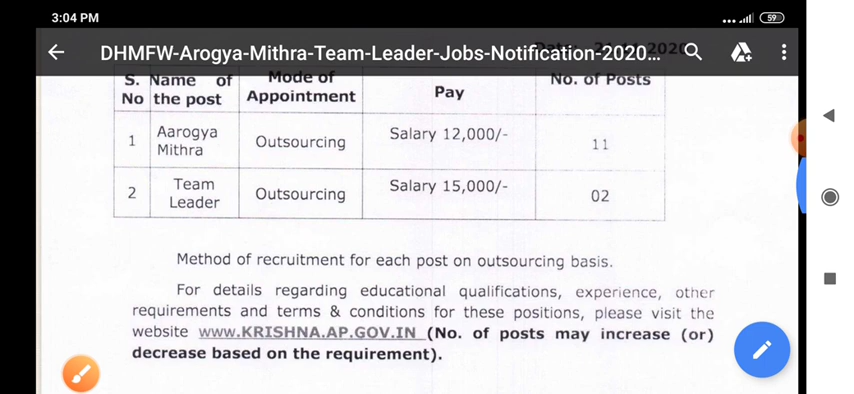 3:04 PM
59
DHMFW-Arogya-Mithra-Team-Leader-Jobs-Notification-2020...
S. No
Name of the post
Mode of Appointment
Pay
No. of Posts
1
Aarogya Mithra
Outsourcing
Salary 12,000/-
11
2
Team Leader
Outsourcing
Salary 15,000/-
02
Method of recruitment for each post on outsourcing basis.
For details regarding educational qualifications, experience, other
requirements and terms & conditions for these positions, please visit the
website www.KRISHNA.AP.GOV.IN (No. of posts may increase (or)
decrease based on the requirement).